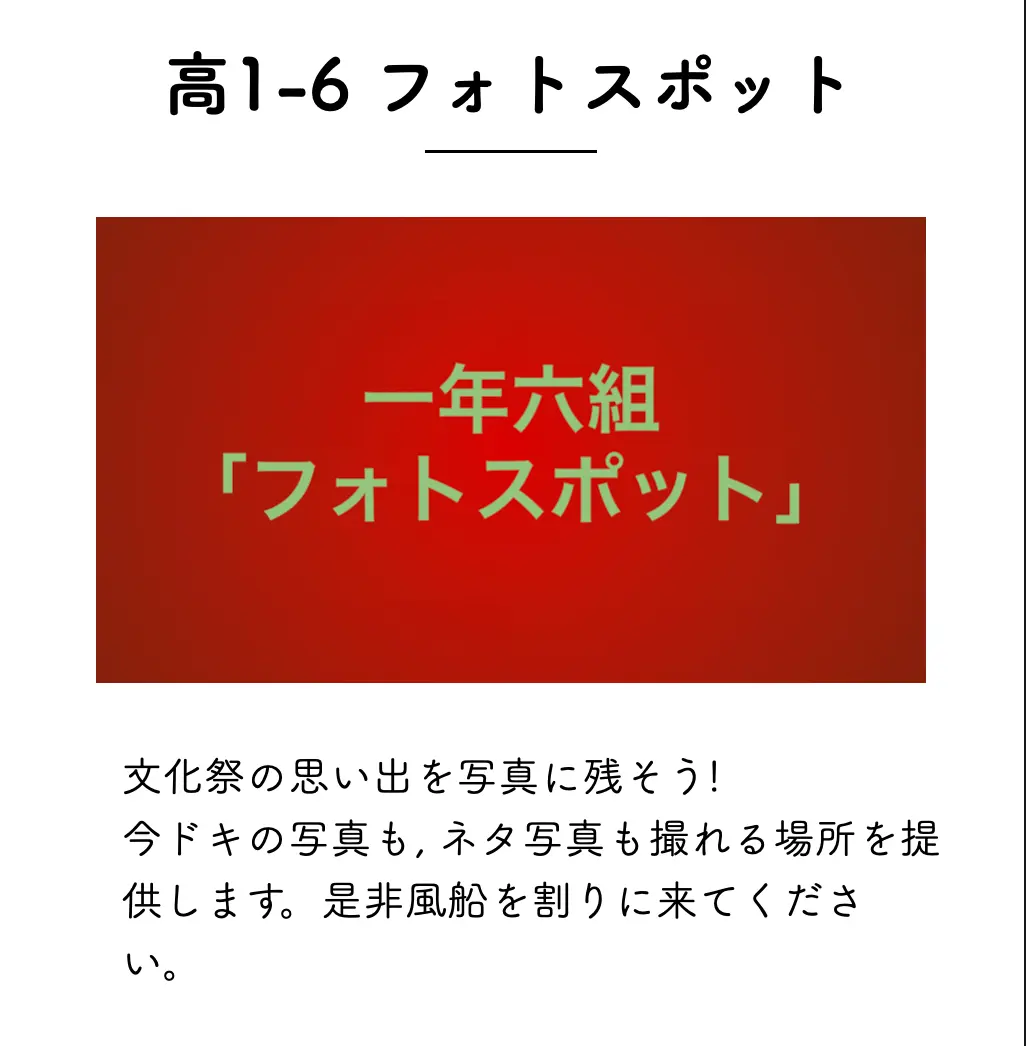 高1-6 フォトスポット
一年六組
「フォトスポット」
文化祭の思い出を写真に残そう!
今ドキの写真も, ネタ写真も撮れる場所を提
供します。是非風船を割りに来てくださ
い。